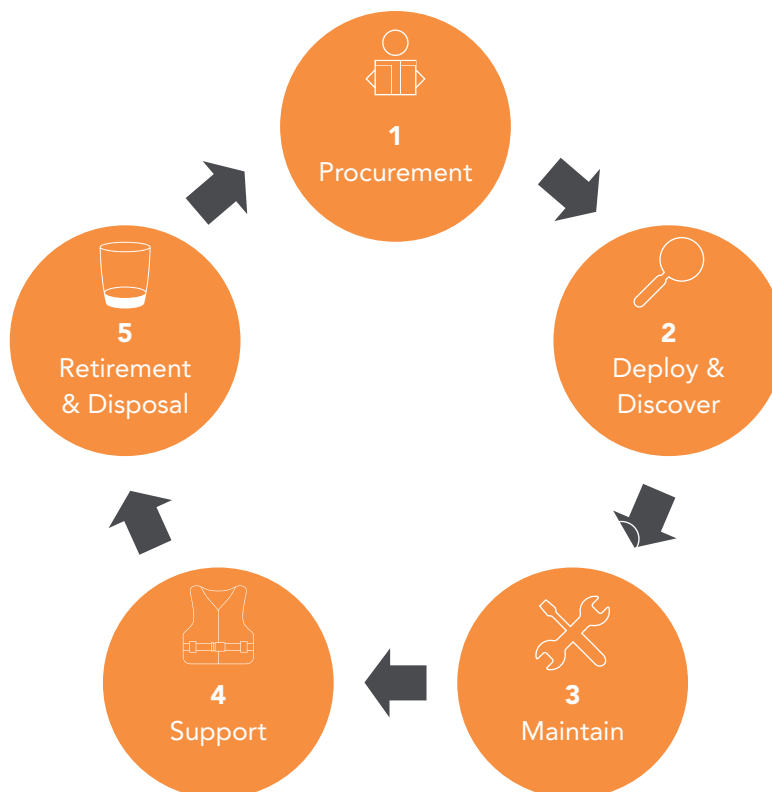 1
Procurement
2
Deploy &
Discover
3
Maintain
4
Support
5
Retirement
& Disposal